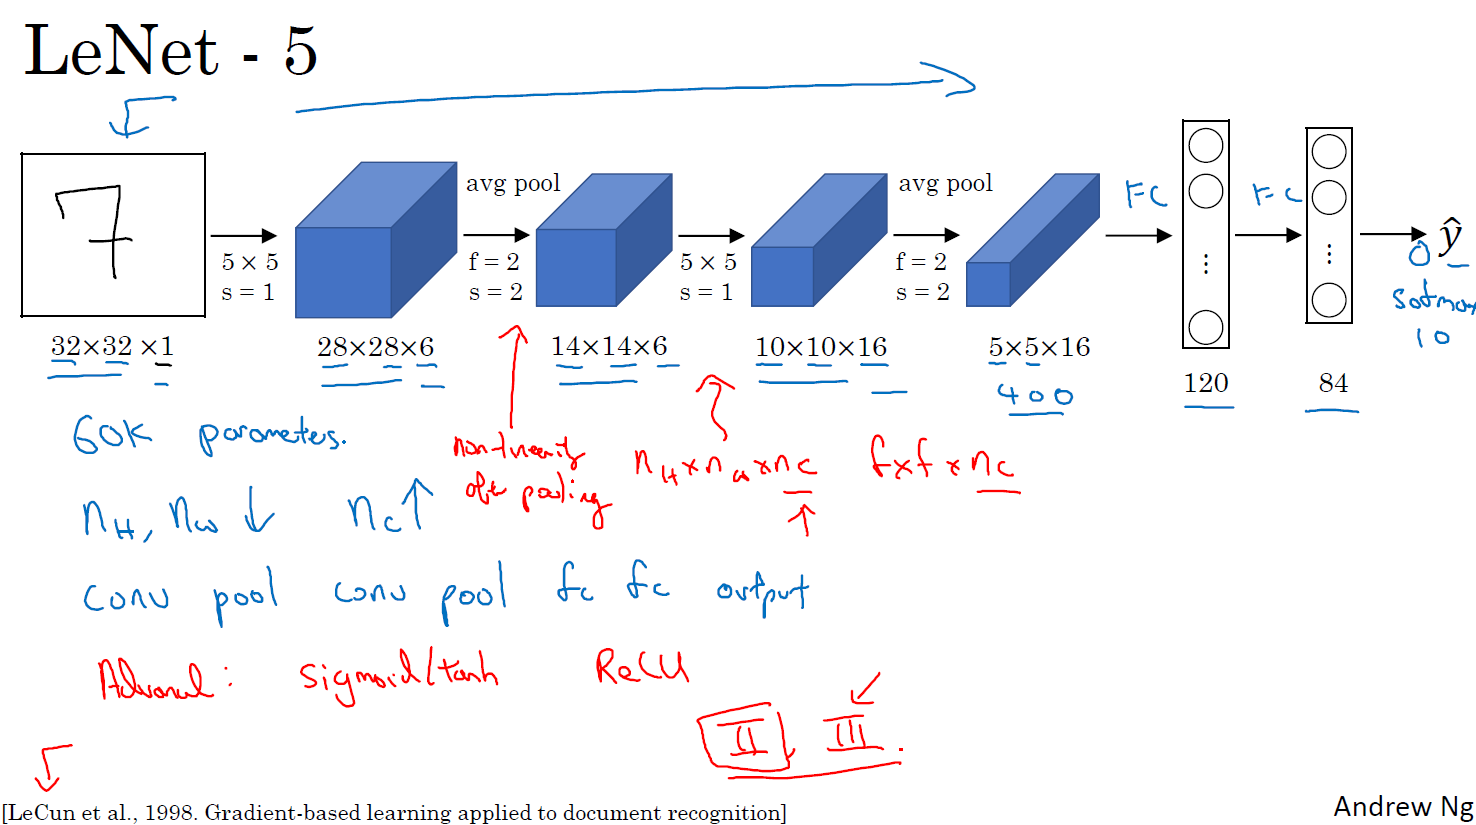 LeNet - 5
7
avg pool
avg pool
FC
FC
5 × 5
s = 1
f = 2
s = 2
5 × 5
s = 1
f = 2
s = 2
⋮
⋮
ŷ
softmax
10
32×32 ×1
28×28×6
14×14×6
10×10×16
5×5×16
400
120
84
60K parameters.
non-linearity
after pooling
n_H × n_W × n_C f×f×n_C
n_H, n_W ↓ n_C ↑
conv pool conv pool fc fc output
Advanced: sigmoid/tanh ReLU
II, III.
[LeCun et al., 1998. Gradient-based learning applied to document recognition]
Andrew Ng